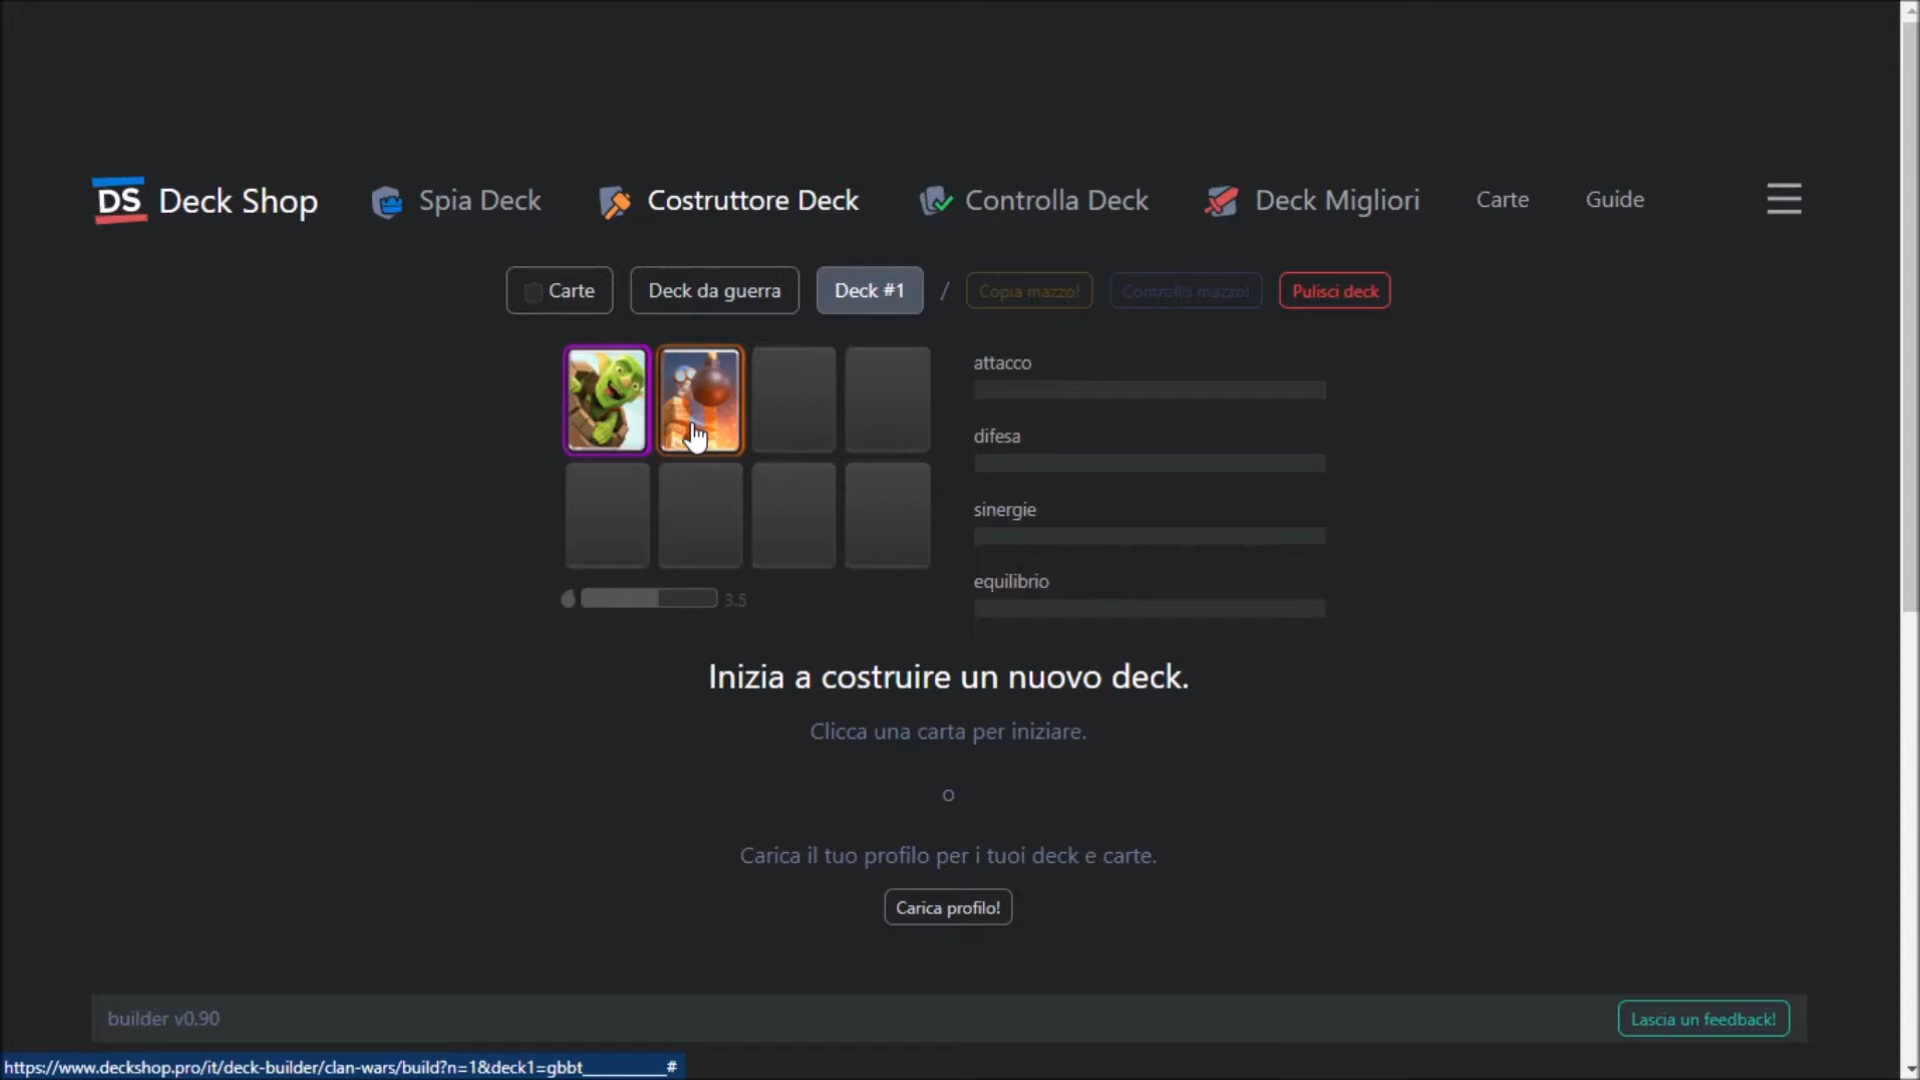 DS Deck Shop
Spia Deck
Costruttore Deck
Controlla Deck
Deck Migliori
Carte
Guide
Carte
Deck da guerra
Deck #1
/
Copia mazzo!
Controlla mazzo!
Pulisci deck
attacco
difesa
sinergie
equilibrio
3.5
Inizia a costruire un nuovo deck.
Clicca una carta per iniziare.
o
Carica il tuo profilo per i tuoi deck e carte.
Carica profilo!
builder v0.90
Lascia un feedback!
https://www.deckshop.pro/it/deck-builder/clan-wars/build?n=1&deck1=gbbt____________#